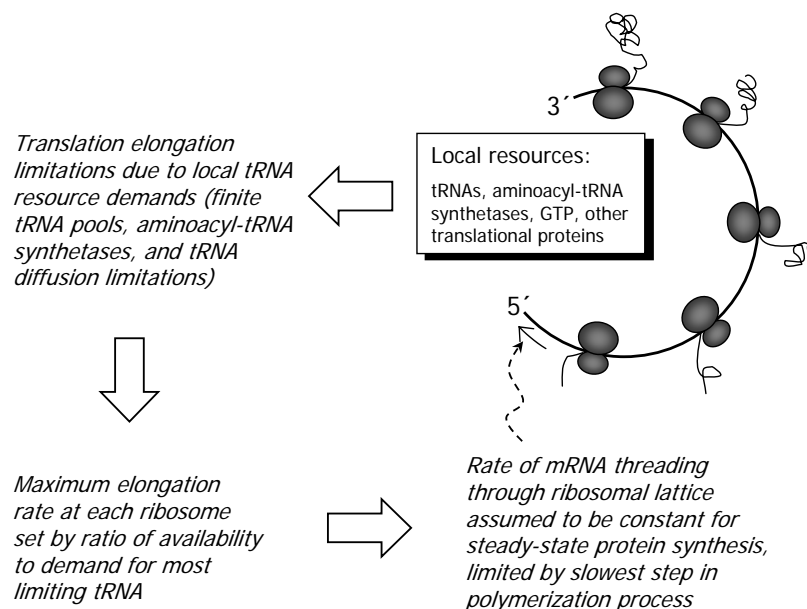 3´
Translation elongation
limitations due to local tRNA
resource demands (finite
tRNA pools, aminoacyl-tRNA
synthetases, and tRNA
diffusion limitations)
Local resources:
tRNAs, aminoacyl-tRNA
synthetases, GTP, other
translational proteins
5´
Maximum elongation
rate at each ribosome
set by ratio of availability
to demand for most
limiting tRNA
Rate of mRNA threading
through ribosomal lattice
assumed to be constant for
steady-state protein synthesis,
limited by slowest step in
polymerization process